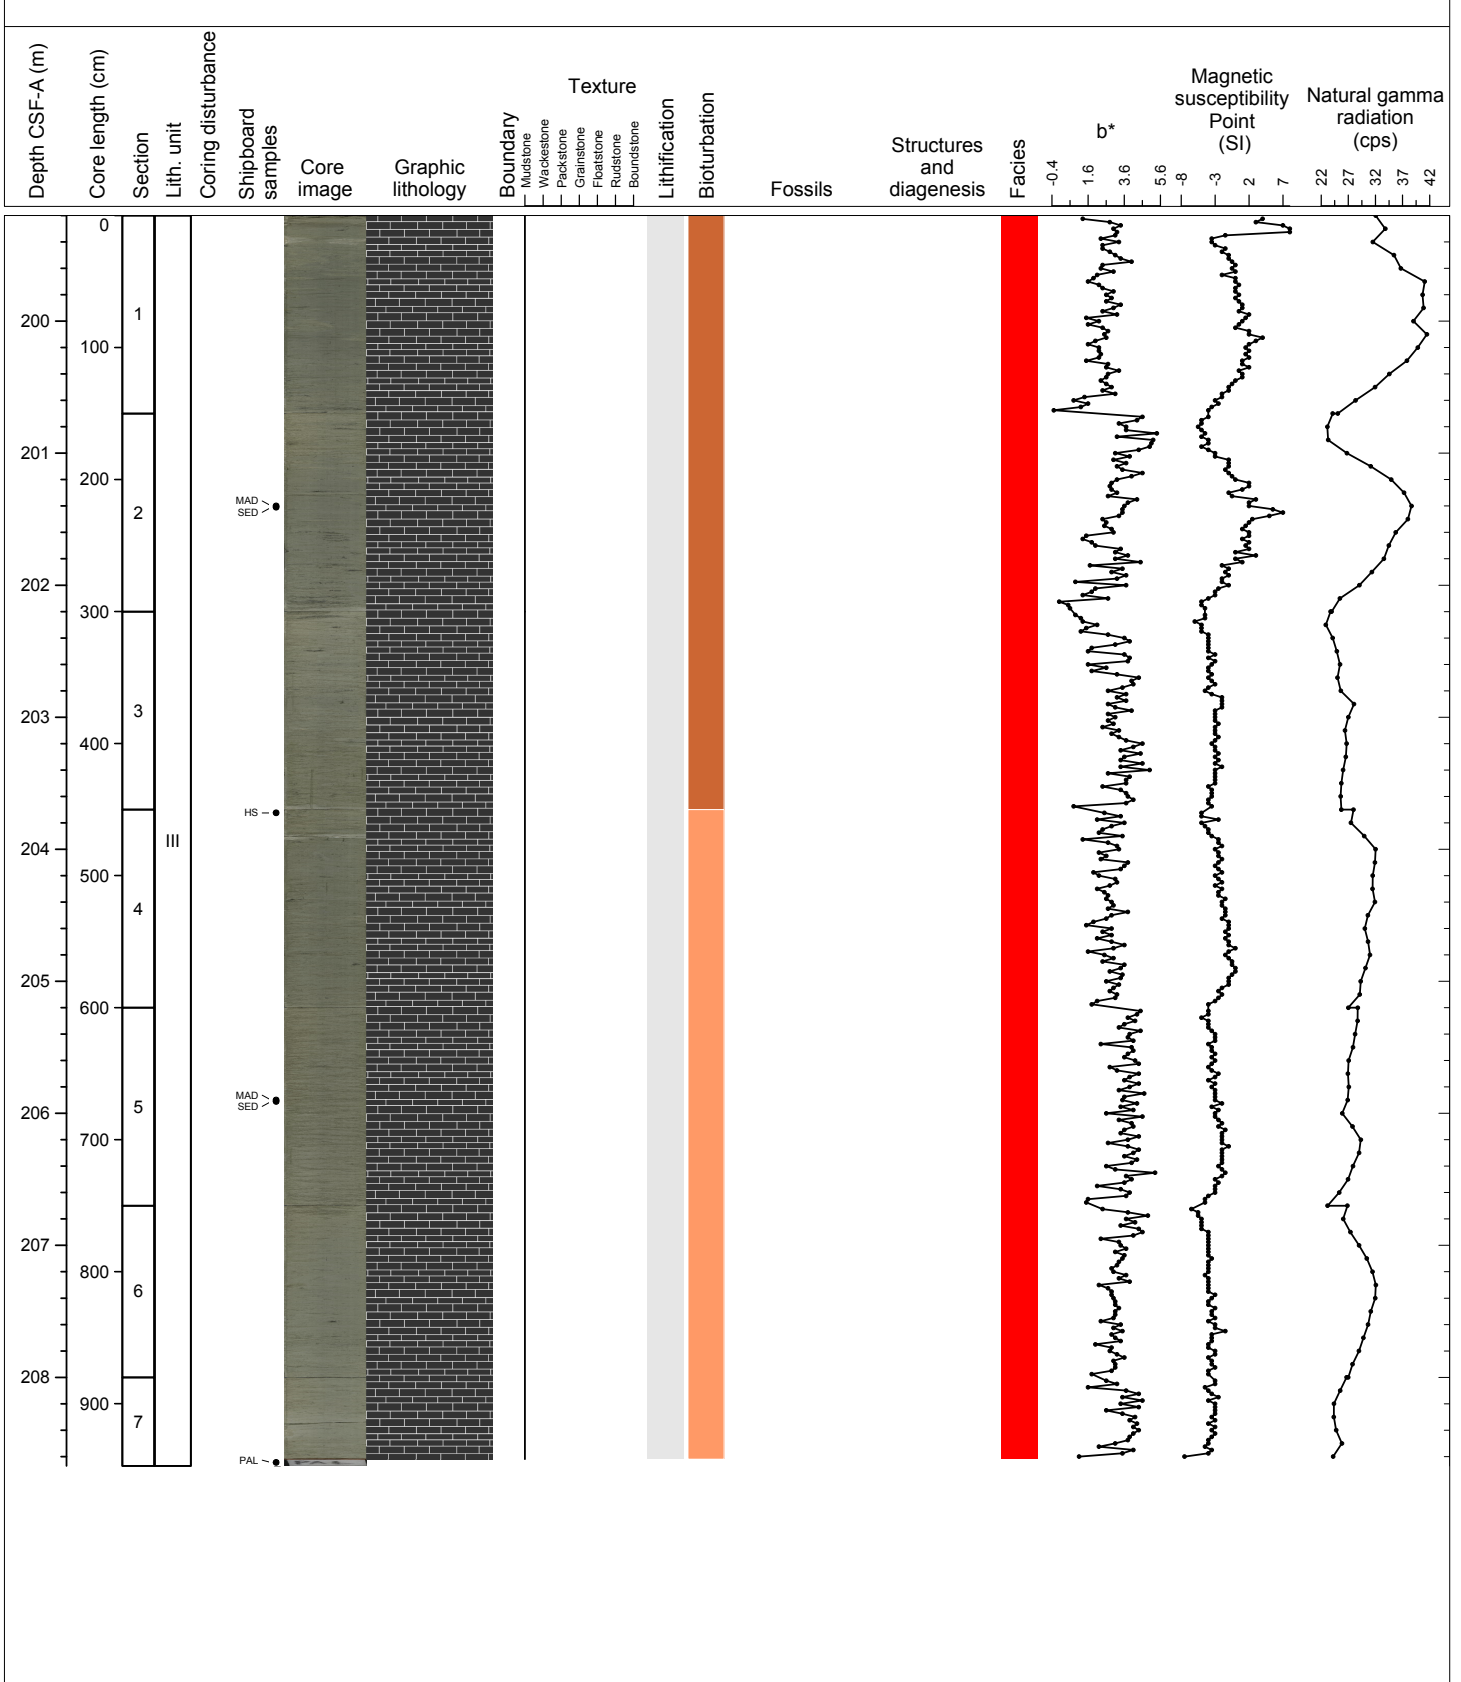 Depth CSF-A (m)
Core length (cm)
Section
Lith. unit
Coring disturbance
Shipboard
samples
Core
image
Graphic
lithology
Boundary
Texture
Mudstone
Wackestone
Packstone
Grainstone
Floatstone
Rudstone
Boundstone
Lithification
Bioturbation
Fossils
Structures
and
diagenesis
Facies
b*
-0.4 1.6 3.6 5.6
Magnetic
susceptibility
Point
(SI)
-8 -3 2 7
Natural gamma
radiation
(cps)
22 27 32 37 42
0
1
200
100
201
200
MAD
SED
2
202
300
3
203
400
HS
III
204
500
4
205
600
MAD
SED
5
206
700
207
800
6
208
900
7
PAL